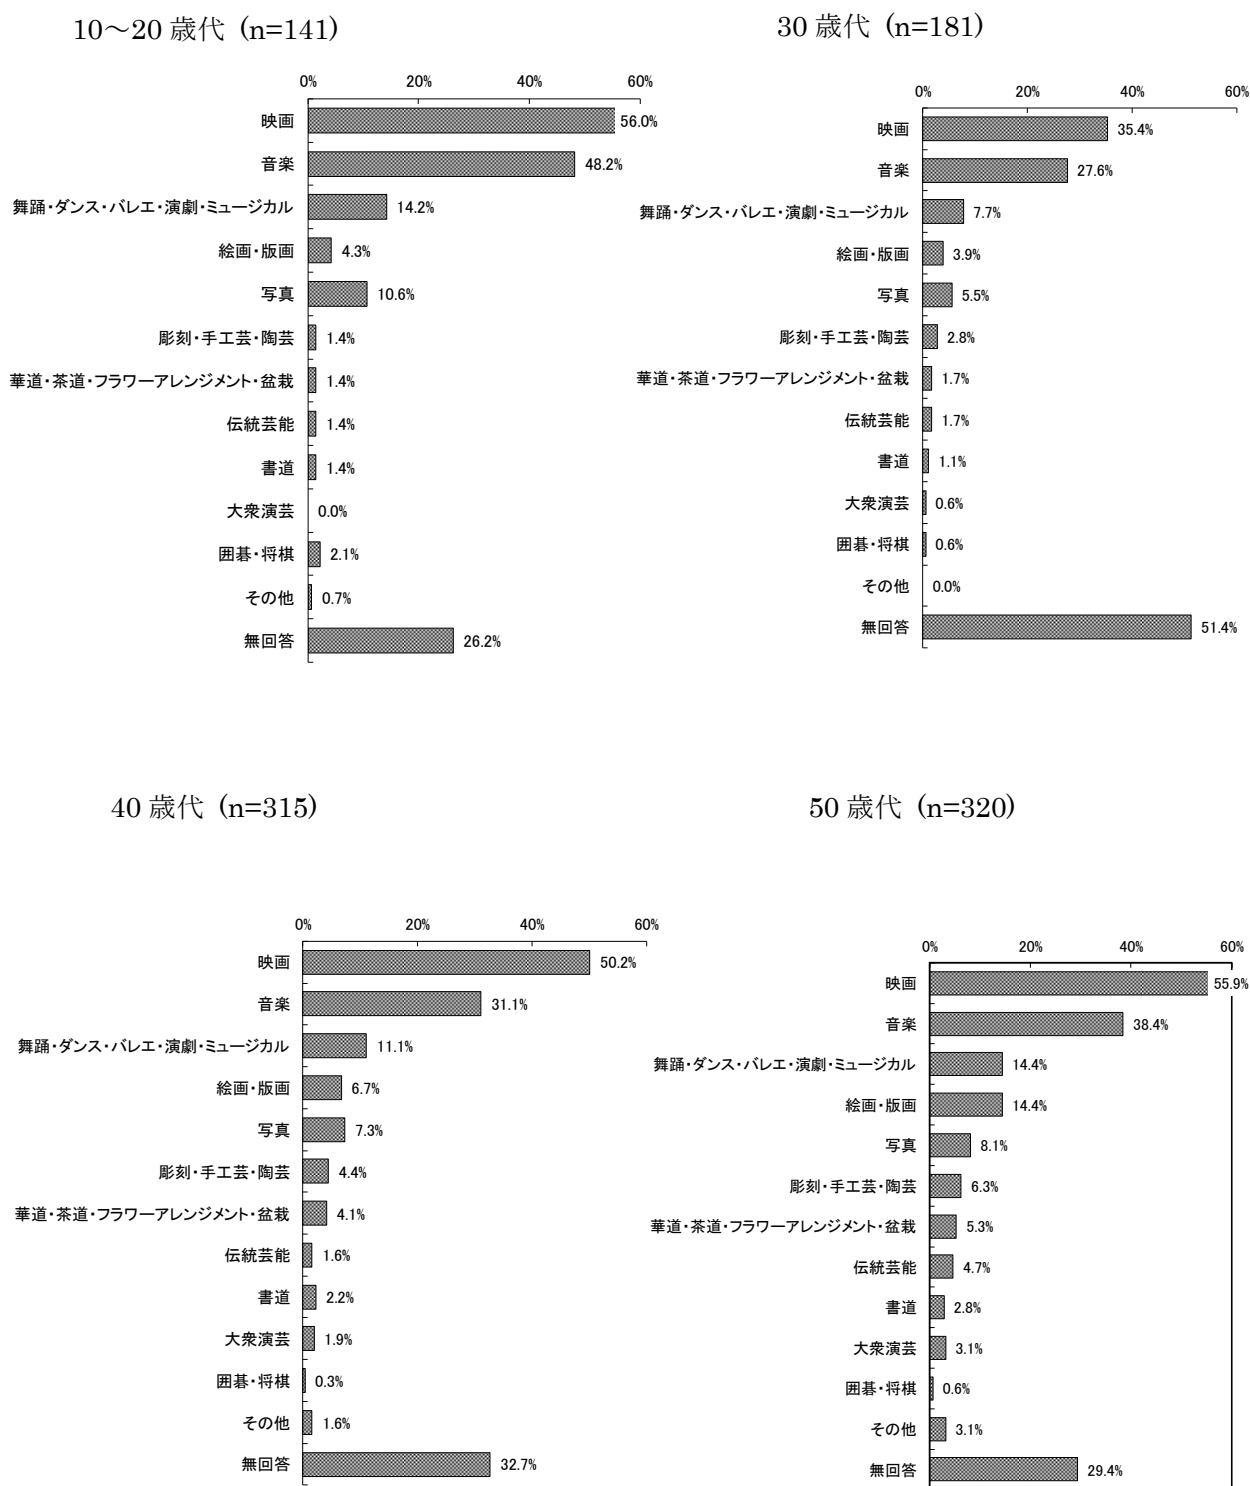 10～20 歳代 (n=141)
0% 20% 40% 60%
映画 56.0%
音楽 48.2%
舞踊・ダンス・バレエ・演劇・ミュージカル 14.2%
絵画・版画 4.3%
写真 10.6%
彫刻・手工芸・陶芸 1.4%
華道・茶道・フラワーアレンジメント・盆栽 1.4%
伝統芸能 1.4%
書道 1.4%
大衆演芸 0.0%
囲碁・将棋 2.1%
その他 0.7%
無回答 26.2%
30 歳代 (n=181)
0% 20% 40% 60%
映画 35.4%
音楽 27.6%
舞踊・ダンス・バレエ・演劇・ミュージカル 7.7%
絵画・版画 3.9%
写真 5.5%
彫刻・手工芸・陶芸 2.8%
華道・茶道・フラワーアレンジメント・盆栽 1.7%
伝統芸能 1.7%
書道 1.1%
大衆演芸 0.6%
囲碁・将棋 0.6%
その他 0.0%
無回答 51.4%
40 歳代 (n=315)
0% 20% 40% 60%
映画 50.2%
音楽 31.1%
舞踊・ダンス・バレエ・演劇・ミュージカル 11.1%
絵画・版画 6.7%
写真 7.3%
彫刻・手工芸・陶芸 4.4%
華道・茶道・フラワーアレンジメント・盆栽 4.1%
伝統芸能 1.6%
書道 2.2%
大衆演芸 1.9%
囲碁・将棋 0.3%
その他 1.6%
無回答 32.7%
50 歳代 (n=320)
0% 20% 40% 60%
映画 55.9%
音楽 38.4%
舞踊・ダンス・バレエ・演劇・ミュージカル 14.4%
絵画・版画 14.4%
写真 8.1%
彫刻・手工芸・陶芸 6.3%
華道・茶道・フラワーアレンジメント・盆栽 5.3%
伝統芸能 4.7%
書道 2.8%
大衆演芸 3.1%
囲碁・将棋 0.6%
その他 3.1%
無回答 29.4%